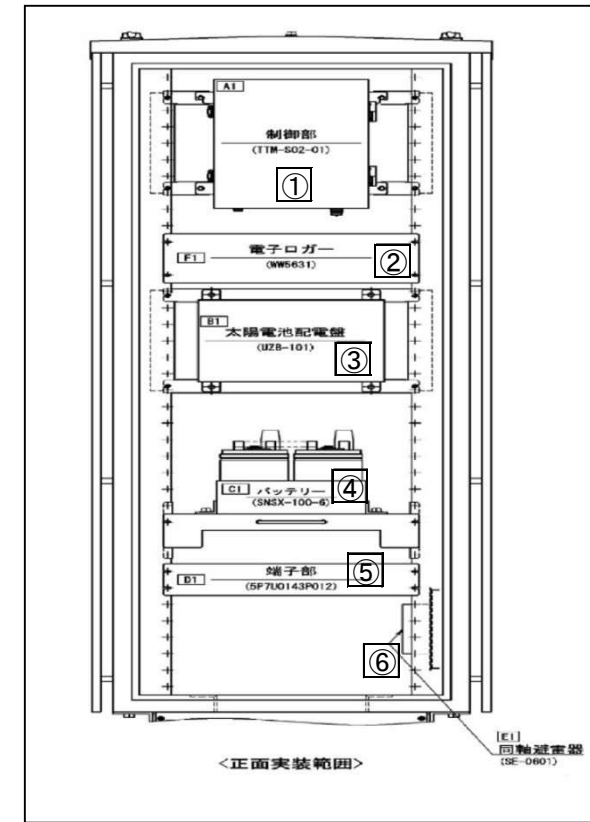 A1
制御部
(TTM-S02-01)
①
電子ロガー
F1
(WW5631)
②
B1
太陽電池配電盤
(UZB-101)
③
C1
バッテリー
④
(SNSX-100-6)
端子部
⑤
D1
(5P7U0143P012)
⑥
[E1]
同軸避雷器
(SE-0601)
<正面実装範囲>